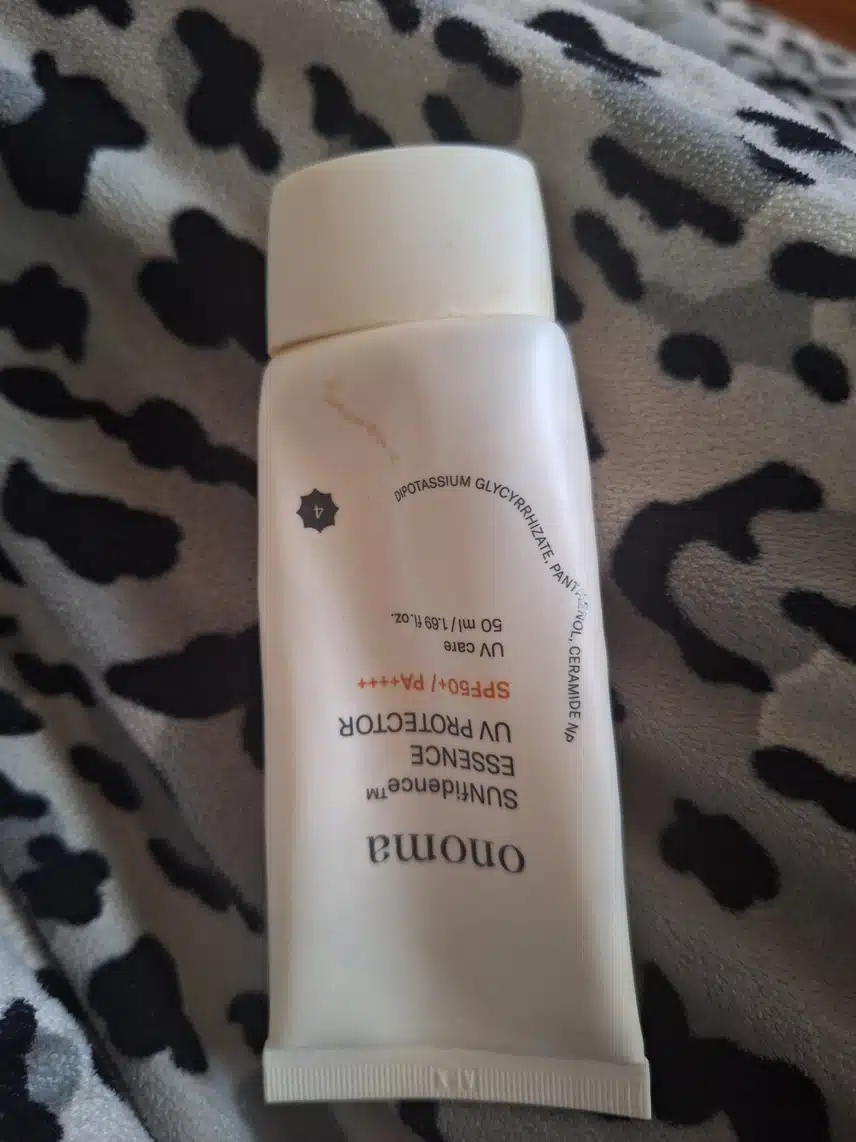 onoma
SUNfidence™
ESSENCE
UV PROTECTOR
SPF50+/ PA++++
UV care
50 ml / 1.69 fl.oz.
DIPOTASSIUM GLYCYRRHIZATE, PANTHENOL, CERAMIDE NP
4